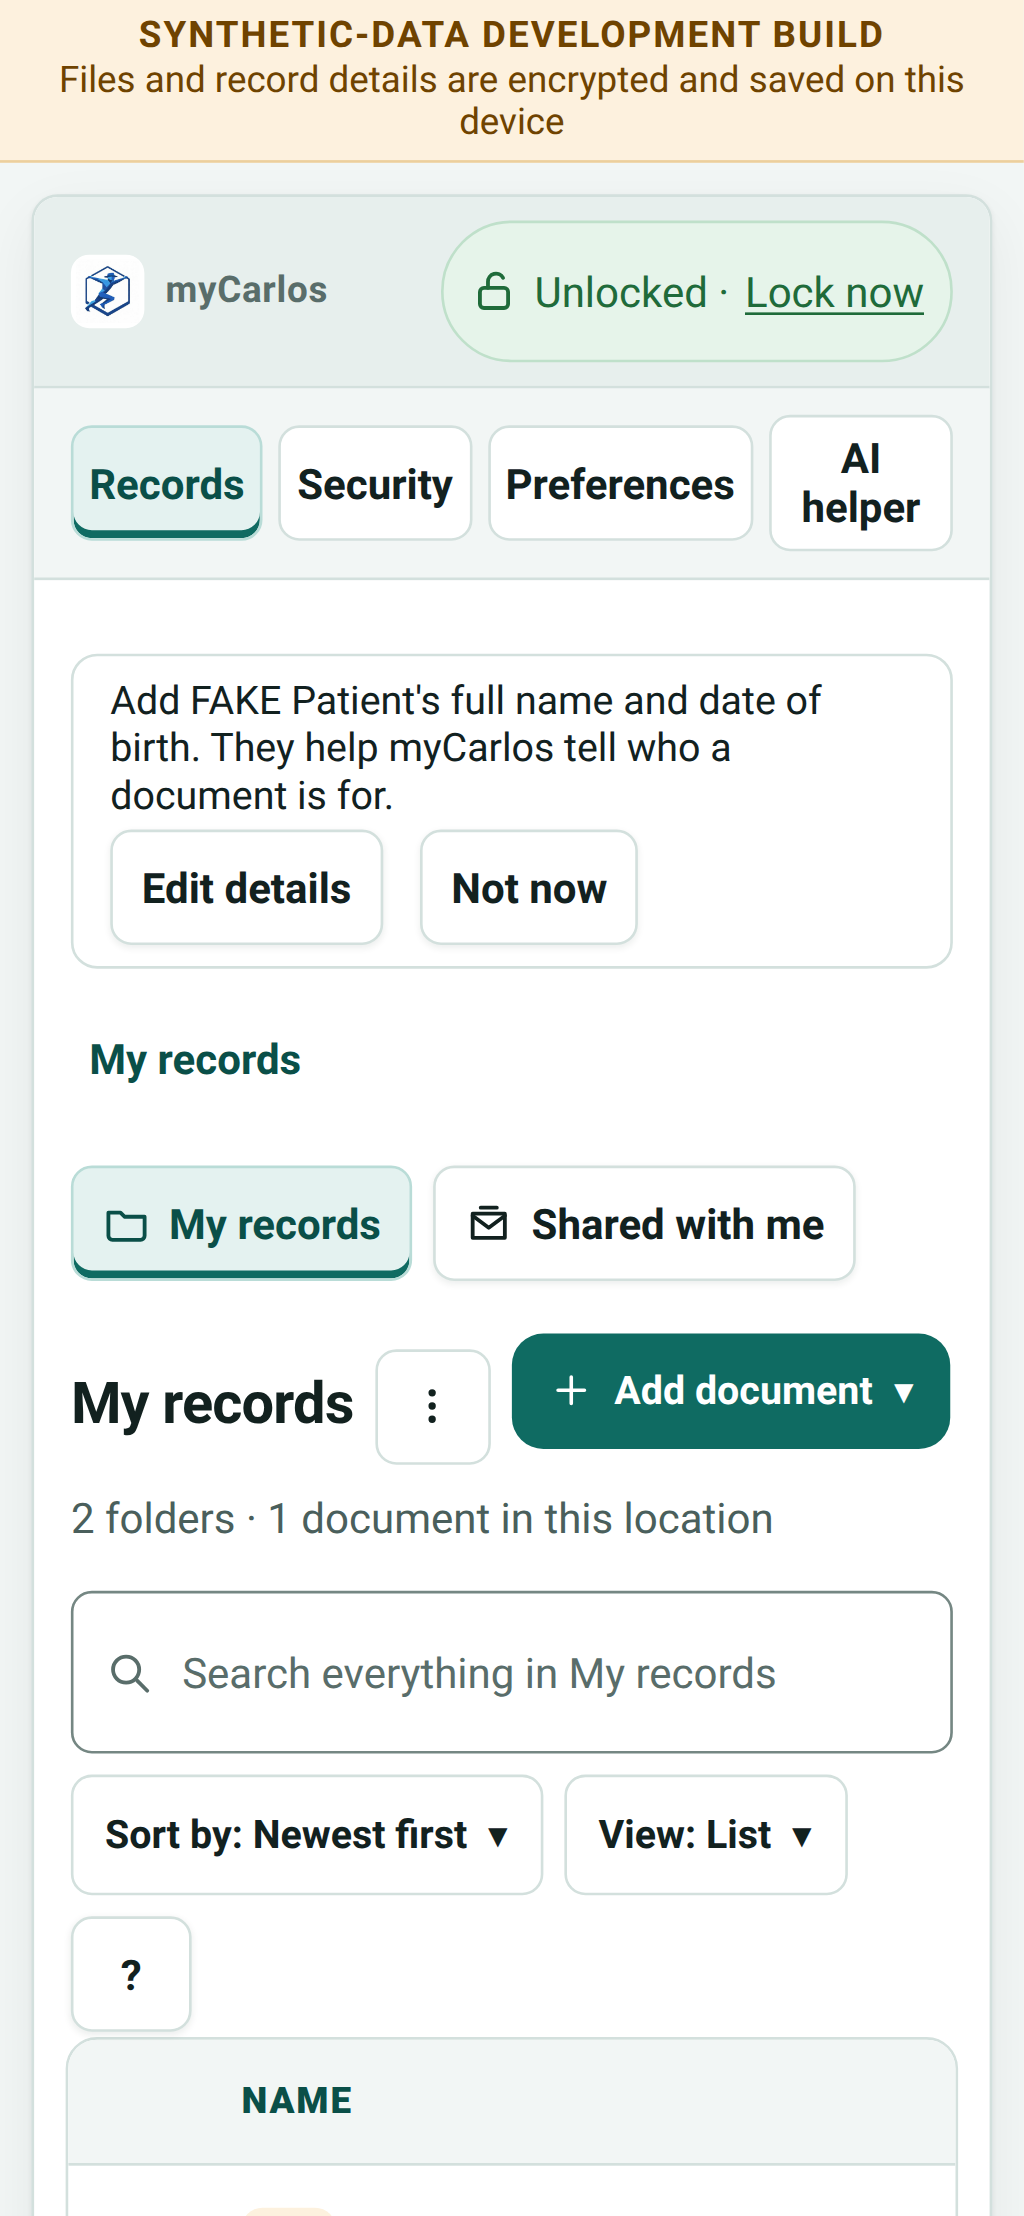 SYNTHETIC-DATA DEVELOPMENT BUILD
Files and record details are encrypted and saved on this
device
myCarlos
Unlocked · Lock now
Records
Security
Preferences
AI
helper
Add FAKE Patient's full name and date of
birth. They help myCarlos tell who a
document is for.
Edit details
Not now
My records
My records
Shared with me
My records
Add document ▼
2 folders · 1 document in this location
Search everything in My records
Sort by: Newest first ▼
View: List ▼
?
NAME